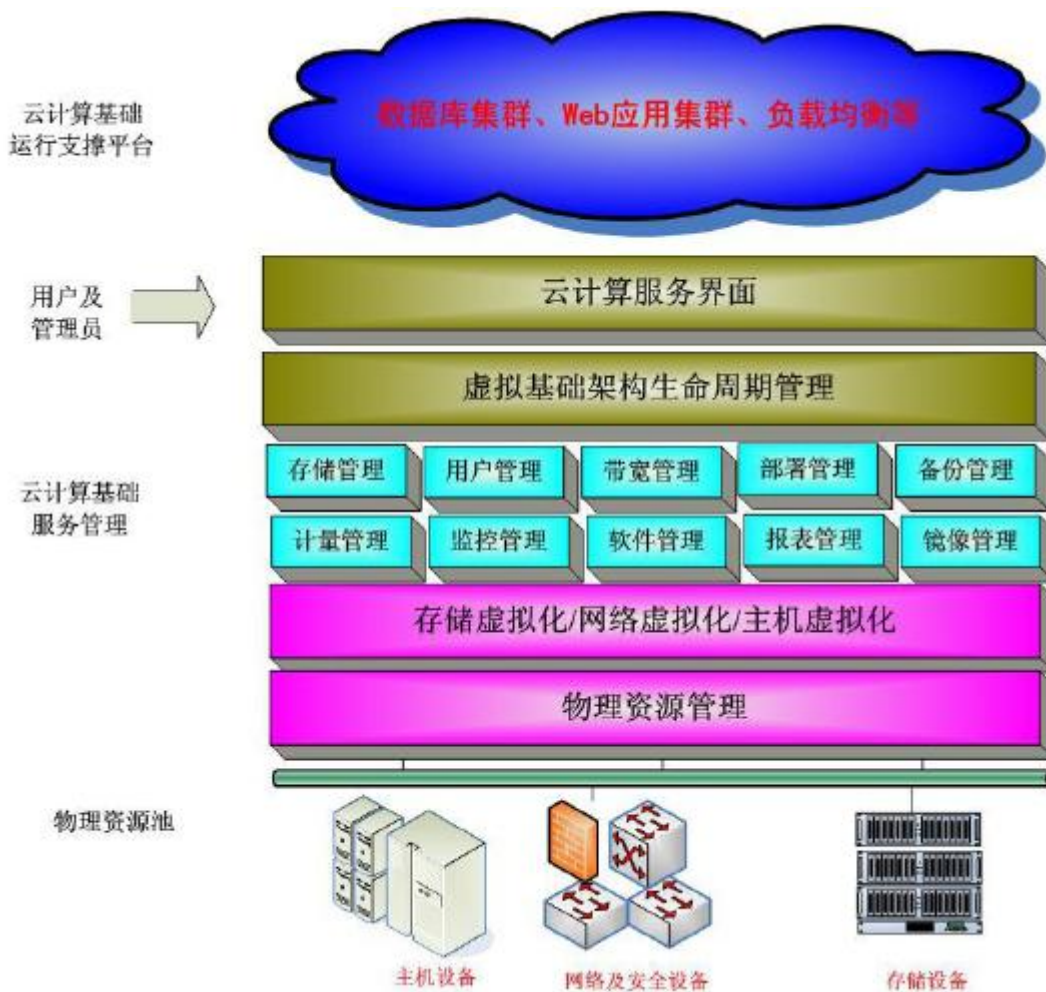 云计算基础
运行支撑平台
数据库集群、Web应用集群、负载均衡等
用户及
管理员
云计算服务界面
虚拟基础架构生命周期管理
云计算基础
服务管理
存储管理
用户管理
带宽管理
部署管理
备份管理
计量管理
监控管理
软件管理
报表管理
镜像管理
存储虚拟化/网络虚拟化/主机虚拟化
物理资源管理
物理资源池
主机设备
网络及安全设备
存储设备